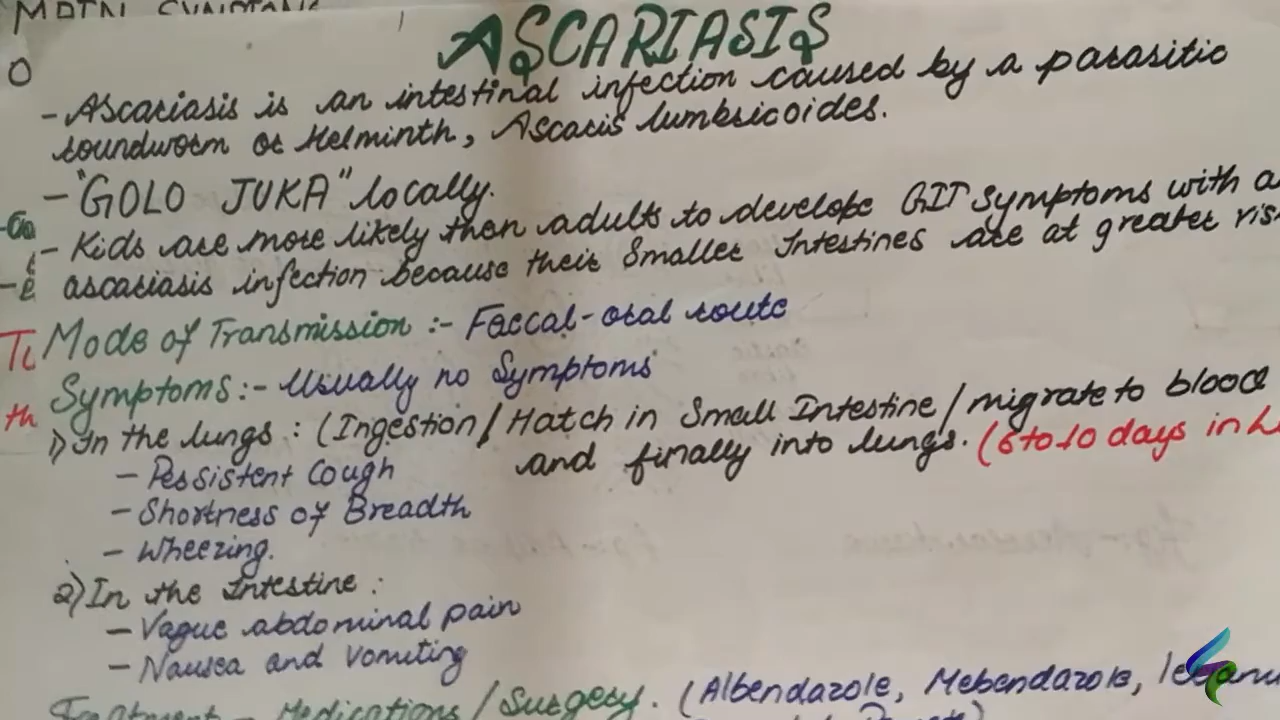 ASCARIASIS
- Ascariasis is an intestinal infection caused by a parasitic
roundworm or Helminth, Ascaris lumbricoides.
- "GOLO JUKA" locally.
- Kids are more likely then adults to develope GIT Symptoms with a
ascariasis infection because their Smaller Intestines are at greater ris
Mode of Transmission :- Faecal-oral route
Symptoms :- Usually no Symptoms
1) In the lungs : (Ingestion / Hatch in Small Intestine / migrate to blood
and finally into lungs. (6 to 10 days in
- Persistent Cough
- Shortness of Breadth
- Wheezing.
2) In the Intestine :
- Vague abdominal pain
- Nausea and vomiting
Treatment - Medications / Surgery. (Albendazole, Mebendazole,